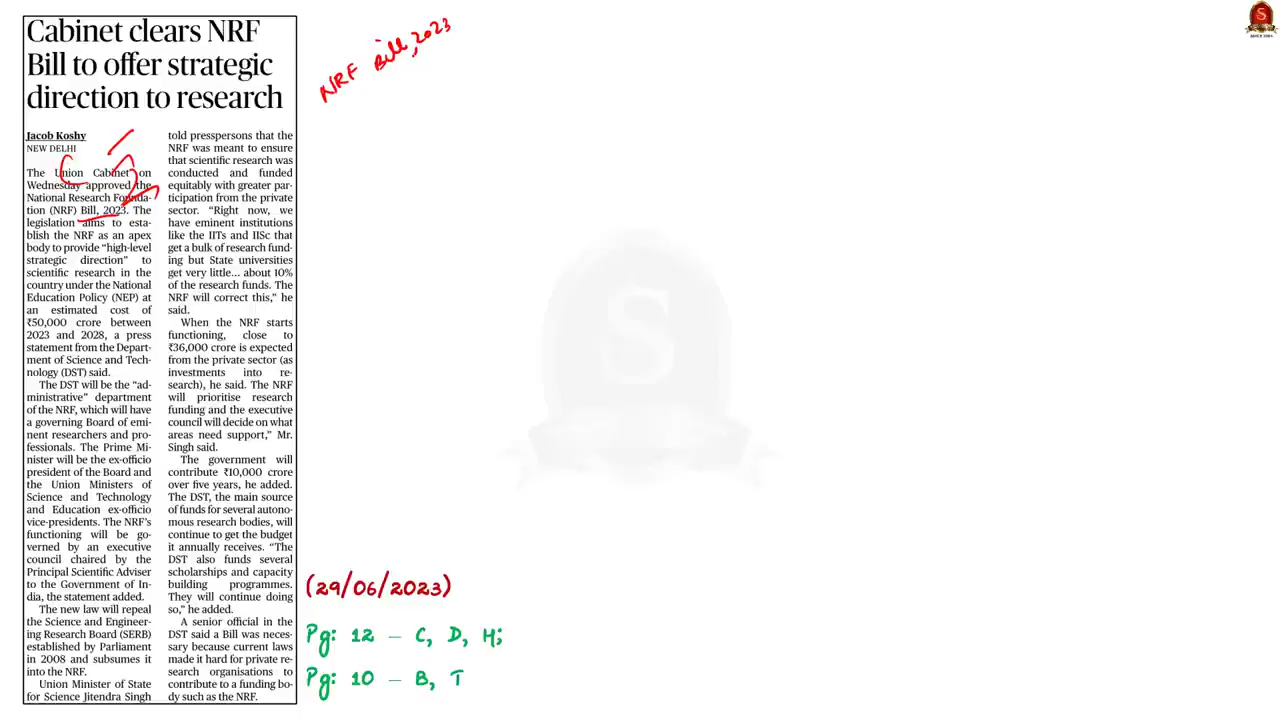 Cabinet clears NRF
Bill to offer strategic
direction to research
Jacob Koshy
NEW DELHI
The Union Cabinet on
Wednesday approved the
National Research Founda-
tion (NRF) Bill, 2023. The
legislation aims to esta-
blish the NRF as an apex
body to provide “high-level
strategic direction” to
scientific research in the
country under the National
Education Policy (NEP) at
an estimated cost of
₹50,000 crore between
2023 and 2028, a press
statement from the Depart-
ment of Science and Tech-
nology (DST) said.
The DST will be the “ad-
ministrative” department
of the NRF, which will have
a governing Board of emi-
nent researchers and pro-
fessionals. The Prime Mi-
nister will be the ex-officio
president of the Board and
the Union Ministers of
Science and Technology
and Education ex-officio
vice-presidents. The NRF’s
functioning will be go-
verned by an executive
council chaired by the
Principal Scientific Adviser
to the Government of In-
dia, the statement added.
The new law will repeal
the Science and Engineer-
ing Research Board (SERB)
established by Parliament
in 2008 and subsumes it
into the NRF.
Union Minister of State
for Science Jitendra Singh
told presspersons that the
NRF was meant to ensure
that scientific research was
conducted and funded
equitably with greater par-
ticipation from the private
sector. “Right now, we
have eminent institutions
like the IITs and IISc that
get a bulk of research fund-
ing but State universities
get very little... about 10%
of the research funds. The
NRF will correct this,” he
said.
When the NRF starts
functioning, close to
₹36,000 crore is expected
from the private sector (as
investments into re-
search), he said. The NRF
will prioritise research
funding and the executive
council will decide on what
areas need support,” Mr.
Singh said.
The government will
contribute ₹10,000 crore
over five years, he added.
The DST, the main source
of funds for several autono-
mous research bodies, will
continue to get the budget
it annually receives. “The
DST also funds several
scholarships and capacity
building programmes.
They will continue doing
so,” he added.
A senior official in the
DST said a Bill was neces-
sary because current laws
made it hard for private re-
search organisations to
contribute to a funding bo-
dy such as the NRF.
NRF Bill, 2023
(29/06/2023)
Pg: 12 – C, D, H;
Pg: 10 – B, T
S
SINCE 2004
S